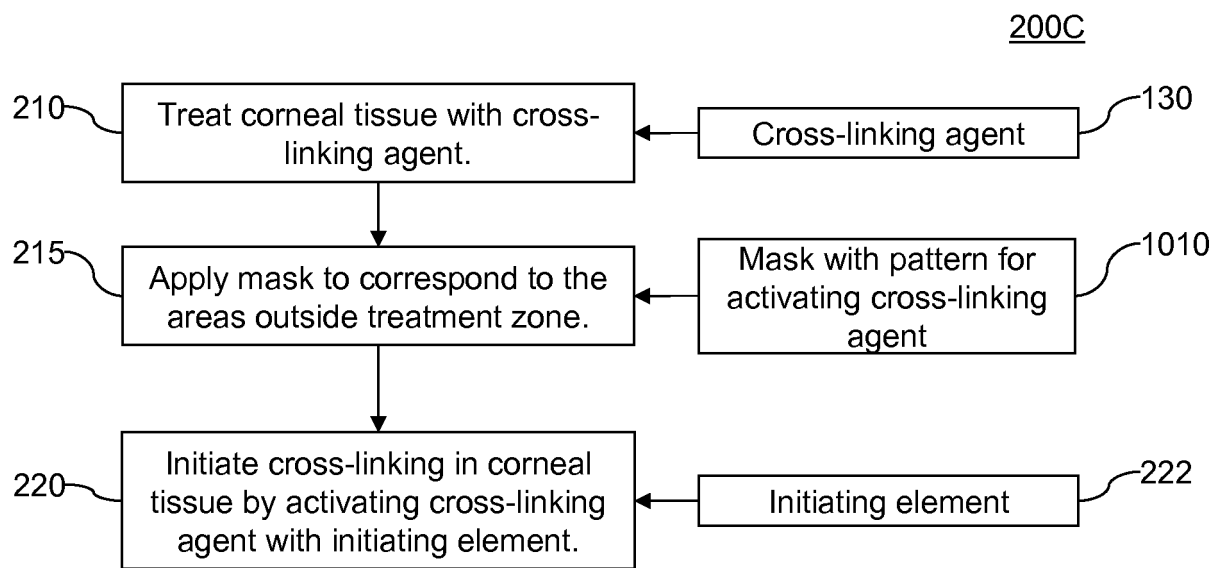 200C
210
Treat corneal tissue with cross-
linking agent.
Cross-linking agent
130
215
Apply mask to correspond to the
areas outside treatment zone.
Mask with pattern for
activating cross-linking
agent
1010
220
Initiate cross-linking in corneal
tissue by activating cross-linking
agent with initiating element.
Initiating element
222